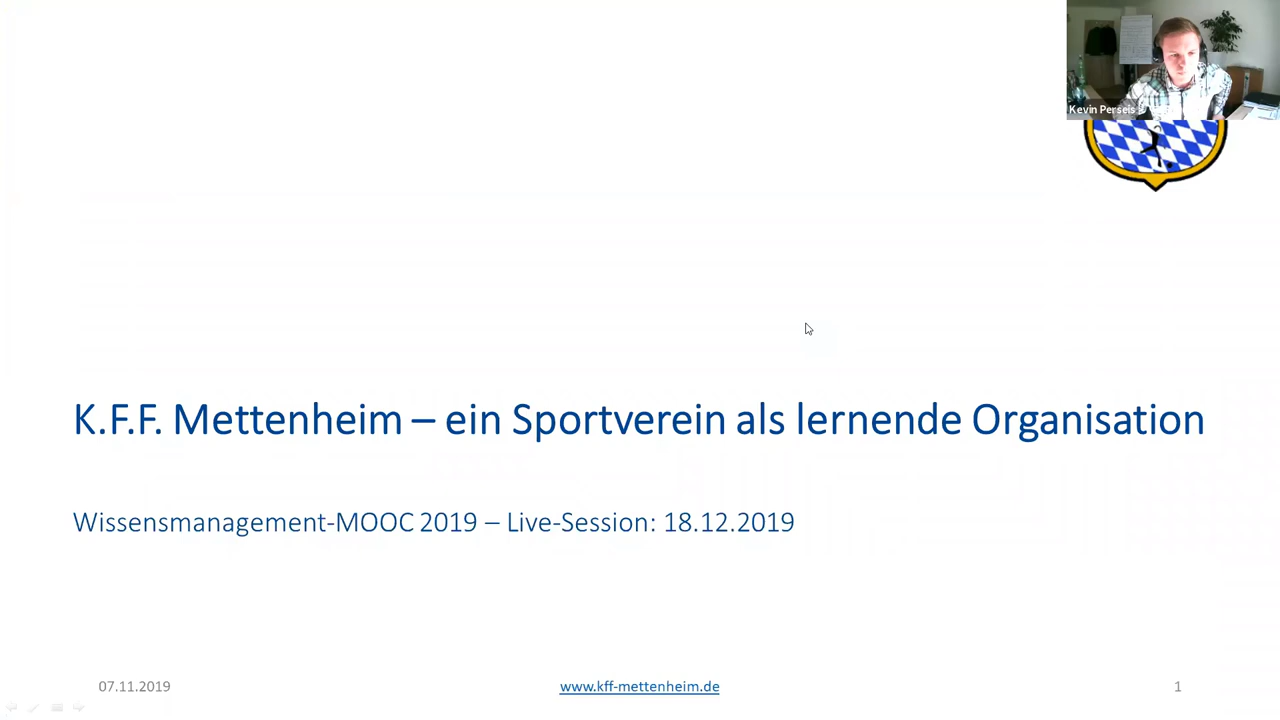 Kevin Perseis
K.F.F. Mettenheim – ein Sportverein als lernende Organisation
Wissensmanagement-MOOC 2019 – Live-Session: 18.12.2019
07.11.2019
www.kff-mettenheim.de
1